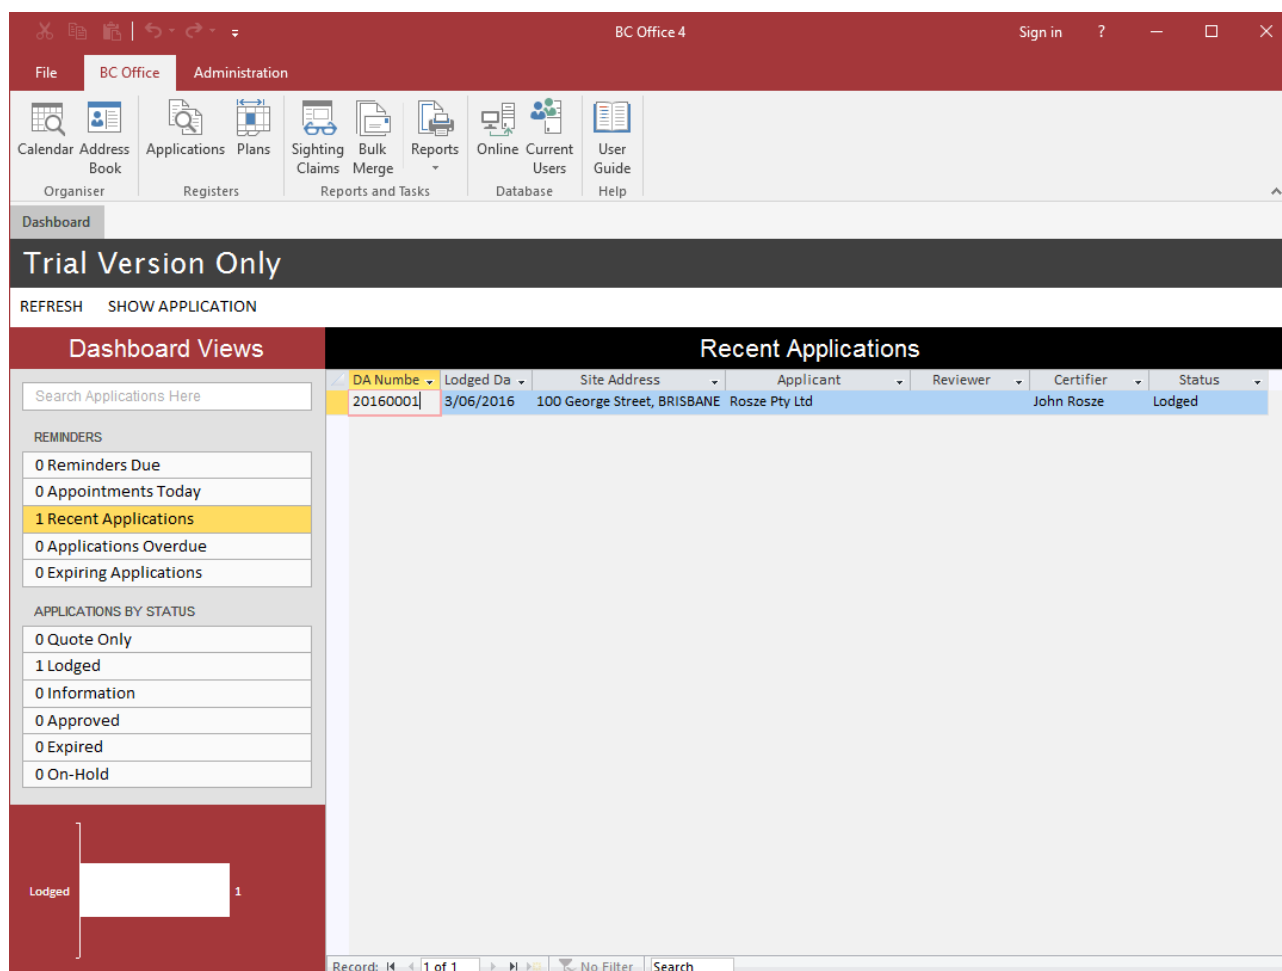 BC Office 4
Sign in ?
File BC Office Administration
Calendar Address Book Applications Plans Sighting Claims Bulk Merge Reports Online Current Users User Guide
Organiser Registers Reports and Tasks Database Help
Dashboard
Trial Version Only
REFRESH SHOW APPLICATION
Dashboard Views
Recent Applications
Search Applications Here
REMINDERS
0 Reminders Due
0 Appointments Today
1 Recent Applications
0 Applications Overdue
0 Expiring Applications
APPLICATIONS BY STATUS
0 Quote Only
1 Lodged
0 Information
0 Approved
0 Expired
0 On-Hold
Lodged 1
DA Numbe Lodged Da Site Address Applicant Reviewer Certifier Status
20160001 3/06/2016 100 George Street, BRISBANE Rosze Pty Ltd John Rosze Lodged
Record: 1 of 1 No Filter Search